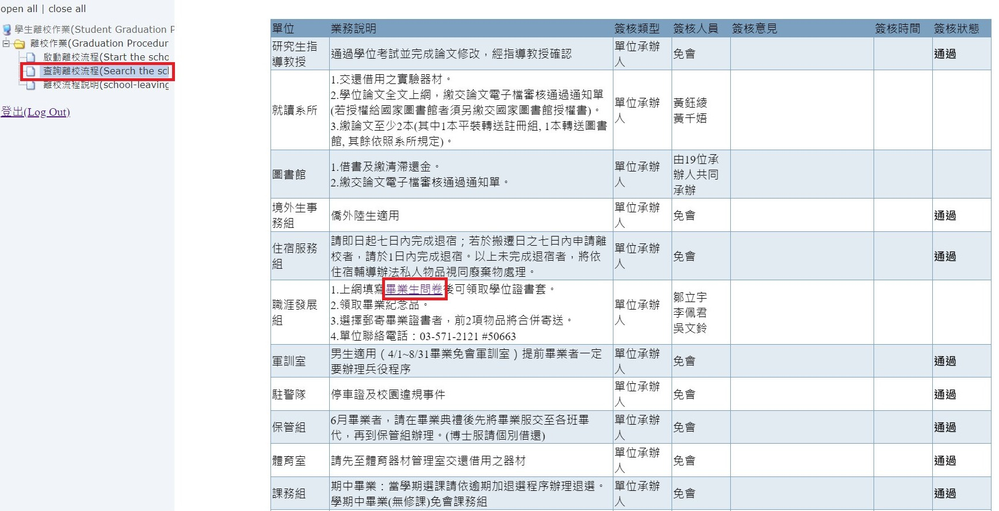 open all | close all
學生離校作業(Student Graduation P
離校作業(Graduation Procedur
啟動離校流程(Start the scho
查詢離校流程(Search the scl
離校流程說明(school-leaving
登出(Log Out)
單位 業務說明 簽核類型 簽核人員 簽核意見 簽核時間 簽核狀態
研究生指
導教授
通過學位考試並完成論文修改，經指導教授確認
單位承辦
人
免會
通過
就讀系所
1.交還借用之實驗器材。
2.學位論文全文上網，繳交論文電子檔審核通過通知單
(若授權給國家圖書館者須另繳交國家圖書館授權書)。
3.繳論文至少2本(其中1本平裝轉送註冊組, 1本轉送圖書
館, 其餘依照系所規定)。
單位承辦
人
黃鈺綾
黃千娪
圖書館
1.借書及繳清滯還金。
2.繳交論文電子檔審核通過通知單。
單位承辦
人
由19位承
辦人共同
承辦
境外生事
務組
僑外陸生適用
單位承辦
人
免會
通過
住宿服務
組
請即日起七日內完成退宿；若於搬遷日之七日內申請離
校者，請於1日內完成退宿。以上未完成退宿者，將依
住宿輔導辦法私人物品視同廢棄物處理。
單位承辦
人
免會
通過
職涯發展
組
1.上網填寫畢業生問卷後可領取學位證書套。
2.領取畢業紀念品。
3.選擇郵寄畢業證書者，前2項物品將合併寄送。
4.單位聯絡電話：03-571-2121 #50663
單位承辦
人
鄒立宇
李佩君
吳文鈴
軍訓室
男生適用（4/1~8/31畢業免會軍訓室）提前畢業者一定
要辦理兵役程序
單位承辦
人
免會
通過
駐警隊
停車證及校園違規事件
單位承辦
人
免會
通過
保管組
6月畢業者，請在畢業典禮後先將畢業服交至各班畢
代，再到保管組辦理。(博士服請個別借還)
單位承辦
人
免會
通過
體育室
請先至體育器材管理室交還借用之器材
單位承辦
人
免會
通過
課務組
期中畢業：當學期選課請依逾期加退選程序辦理退選。
學期中畢業(無修課)免會課務組
單位承辦
人
免會
通過